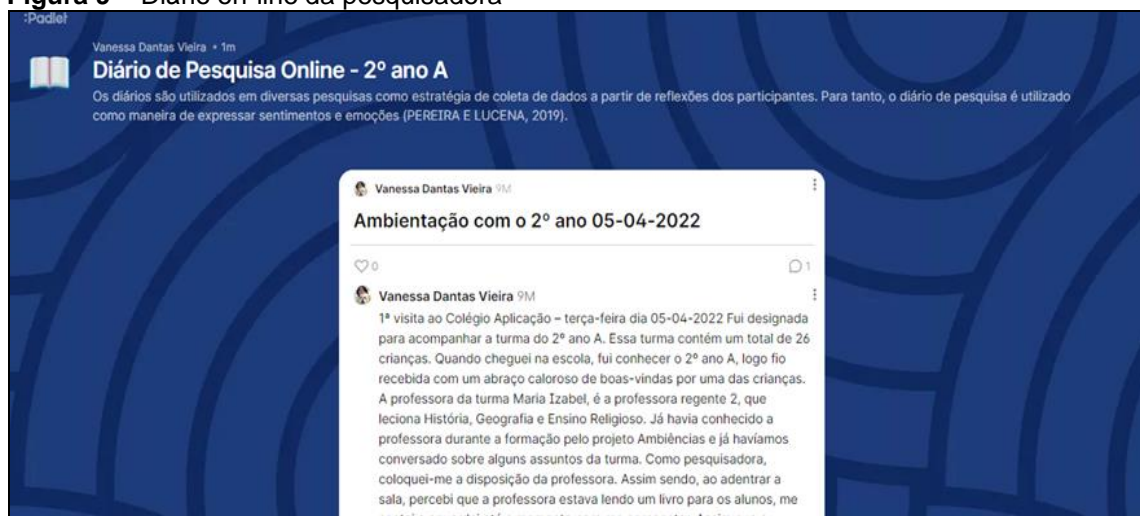 :Padlet
Vanessa Dantas Vieira • 1m
Diário de Pesquisa Online - 2º ano A
Os diários são utilizados em diversas pesquisas como estratégia de coleta de dados a partir de reflexões dos participantes. Para tanto, o diário de pesquisa é utilizado
como maneira de expressar sentimentos e emoções (PEREIRA E LUCENA, 2019).
Vanessa Dantas Vieira 9M
Ambientação com o 2º ano 05-04-2022
0 1
Vanessa Dantas Vieira 9M
1ª visita ao Colégio Aplicação – terça-feira dia 05-04-2022 Fui designada
para acompanhar a turma do 2º ano A. Essa turma contém um total de 26
crianças. Quando cheguei na escola, fui conhecer o 2º ano A, logo fio
recebida com um abraço caloroso de boas-vindas por uma das crianças.
A professora da turma Maria Izabel, é a professora regente 2, que
leciona História, Geografia e Ensino Religioso. Já havia conhecido a
professora durante a formação pelo projeto Ambiências e já havíamos
conversado sobre alguns assuntos da turma. Como pesquisadora,
coloquei-me a disposição da professora. Assim sendo, ao adentrar a
sala, percebi que a professora estava lendo um livro para os alunos, me